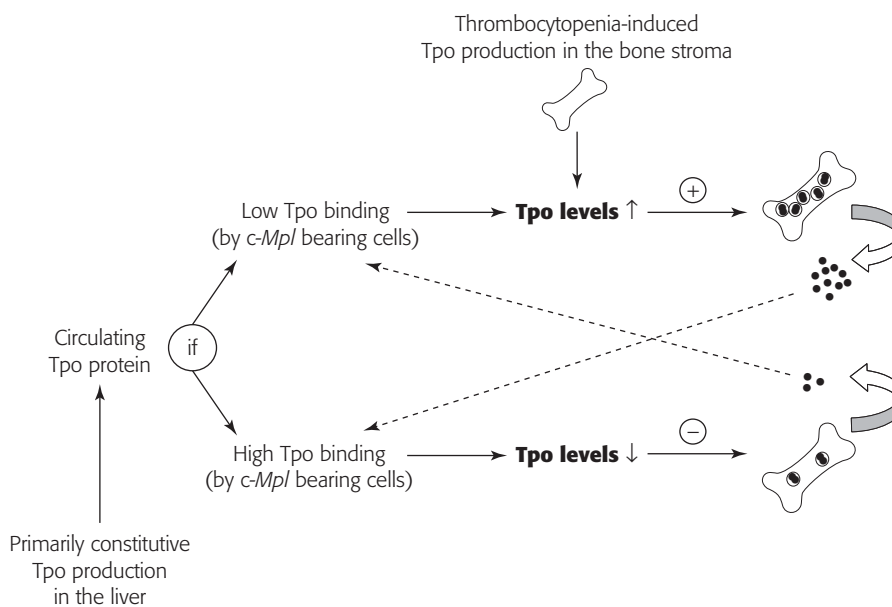 Thrombocytopenia-induced
Tpo production in the bone stroma
Low Tpo binding
(by c-Mpl bearing cells)
Tpo levels ↑
+
Circulating
Tpo protein
if
High Tpo binding
(by c-Mpl bearing cells)
Tpo levels ↓
−
Primarily constitutive
Tpo production
in the liver